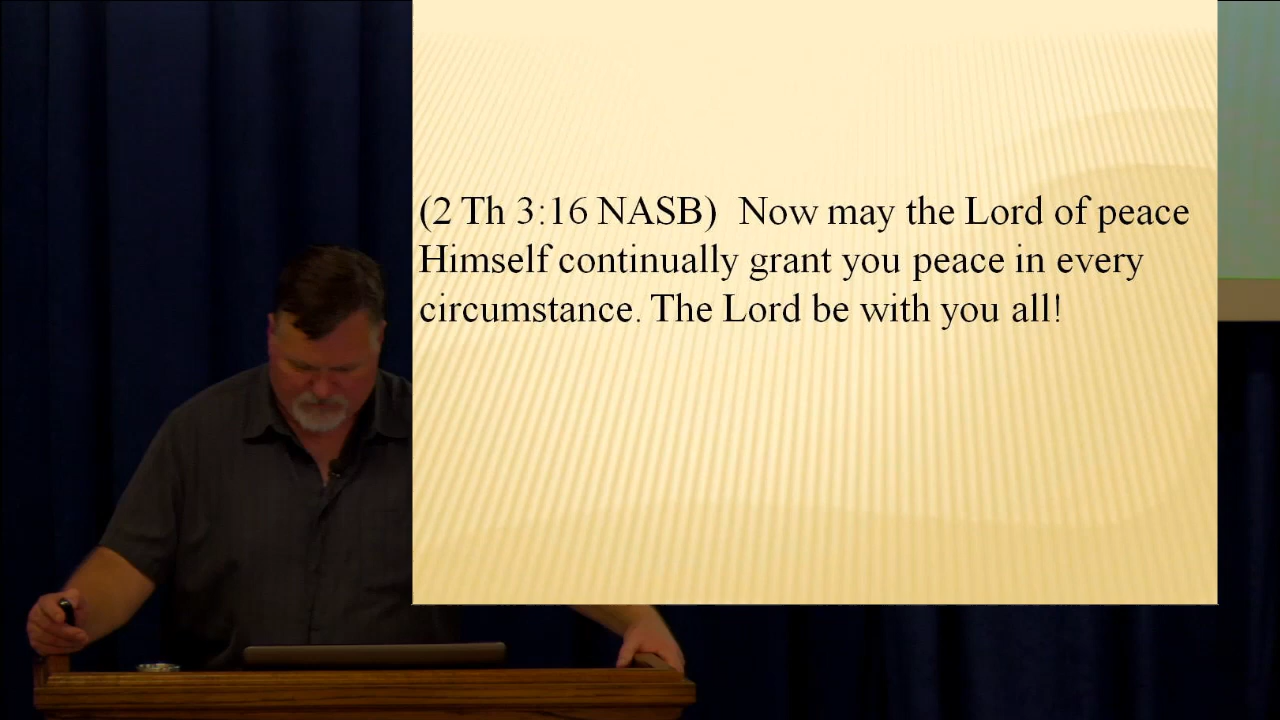 (2 Th 3:16 NASB)  Now may the Lord of peace
Himself continually grant you peace in every
circumstance. The Lord be with you all!